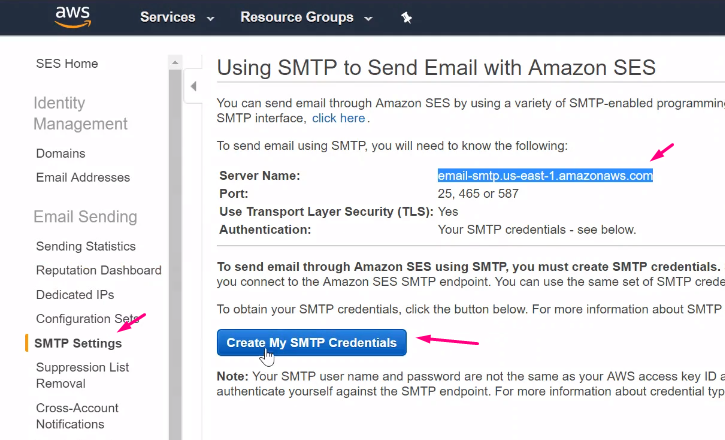 aws
Services
Resource Groups
SES Home
Identity
Management
Domains
Email Addresses
Email Sending
Sending Statistics
Reputation Dashboard
Dedicated IPs
Configuration Sets
SMTP Settings
Suppression List
Removal
Cross-Account
Notifications
Using SMTP to Send Email with Amazon SES
You can send email through Amazon SES by using a variety of SMTP-enabled programming
SMTP interface, click here.
To send email using SMTP, you will need to know the following:
Server Name: email-smtp.us-east-1.amazonaws.com
Port: 25, 465 or 587
Use Transport Layer Security (TLS): Yes
Authentication: Your SMTP credentials - see below.
To send email through Amazon SES using SMTP, you must create SMTP credentials.
you connect to the Amazon SES SMTP endpoint. You can use the same set of SMTP crede
To obtain your SMTP credentials, click the button below. For more information about SMTP
Create My SMTP Credentials
Note: Your SMTP user name and password are not the same as your AWS access key ID a
authenticate yourself against the SMTP endpoint. For more information about credential typ